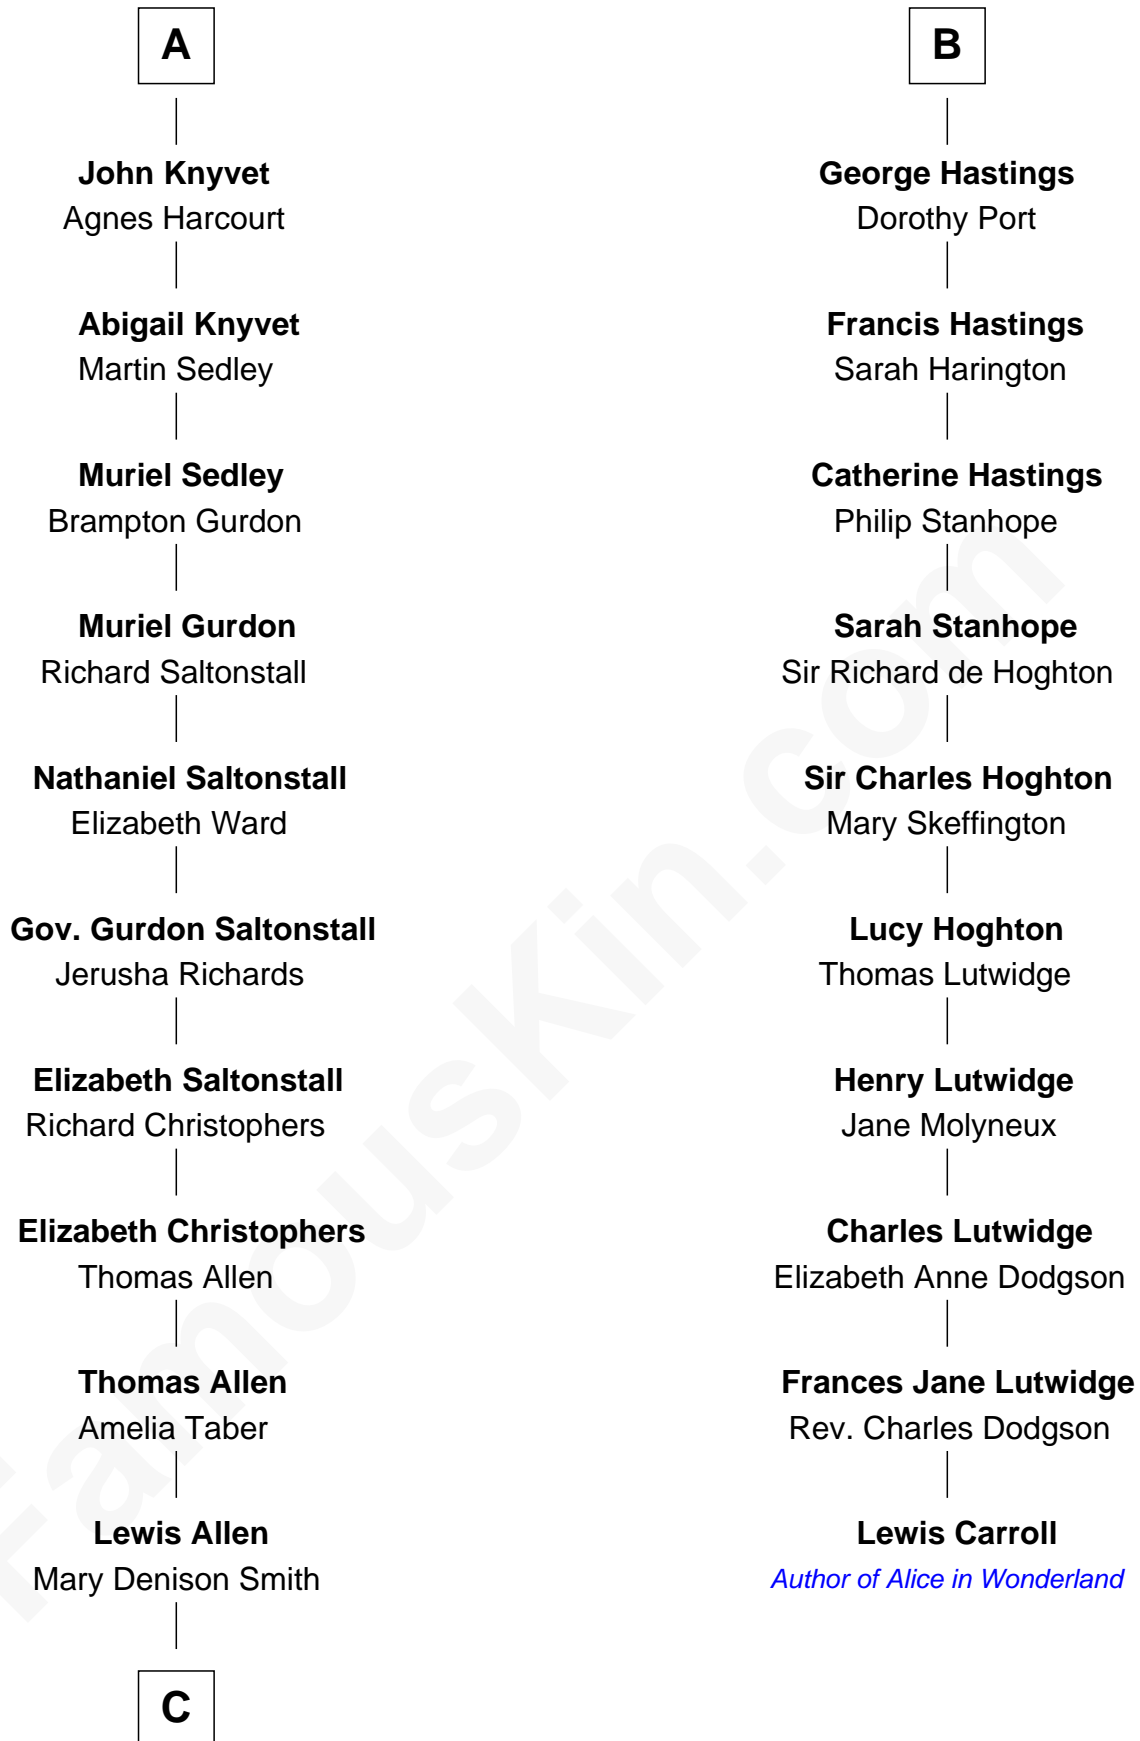 A
John Knyvet
Agnes Harcourt
Abigail Knyvet
Martin Sedley
Muriel Sedley
Brampton Gurdon
Muriel Gurdon
Richard Saltonstall
Nathaniel Saltonstall
Elizabeth Ward
Gov. Gurdon Saltonstall
Jerusha Richards
Elizabeth Saltonstall
Richard Christophers
Elizabeth Christophers
Thomas Allen
Thomas Allen
Amelia Taber
Lewis Allen
Mary Denison Smith
C
B
George Hastings
Dorothy Port
Francis Hastings
Sarah Harington
Catherine Hastings
Philip Stanhope
Sarah Stanhope
Sir Richard de Hoghton
Sir Charles Hoghton
Mary Skeffington
Lucy Hoghton
Thomas Lutwidge
Henry Lutwidge
Jane Molyneux
Charles Lutwidge
Elizabeth Anne Dodgson
Frances Jane Lutwidge
Rev. Charles Dodgson
Lewis Carroll
Author of Alice in Wonderland
FamousKin.com